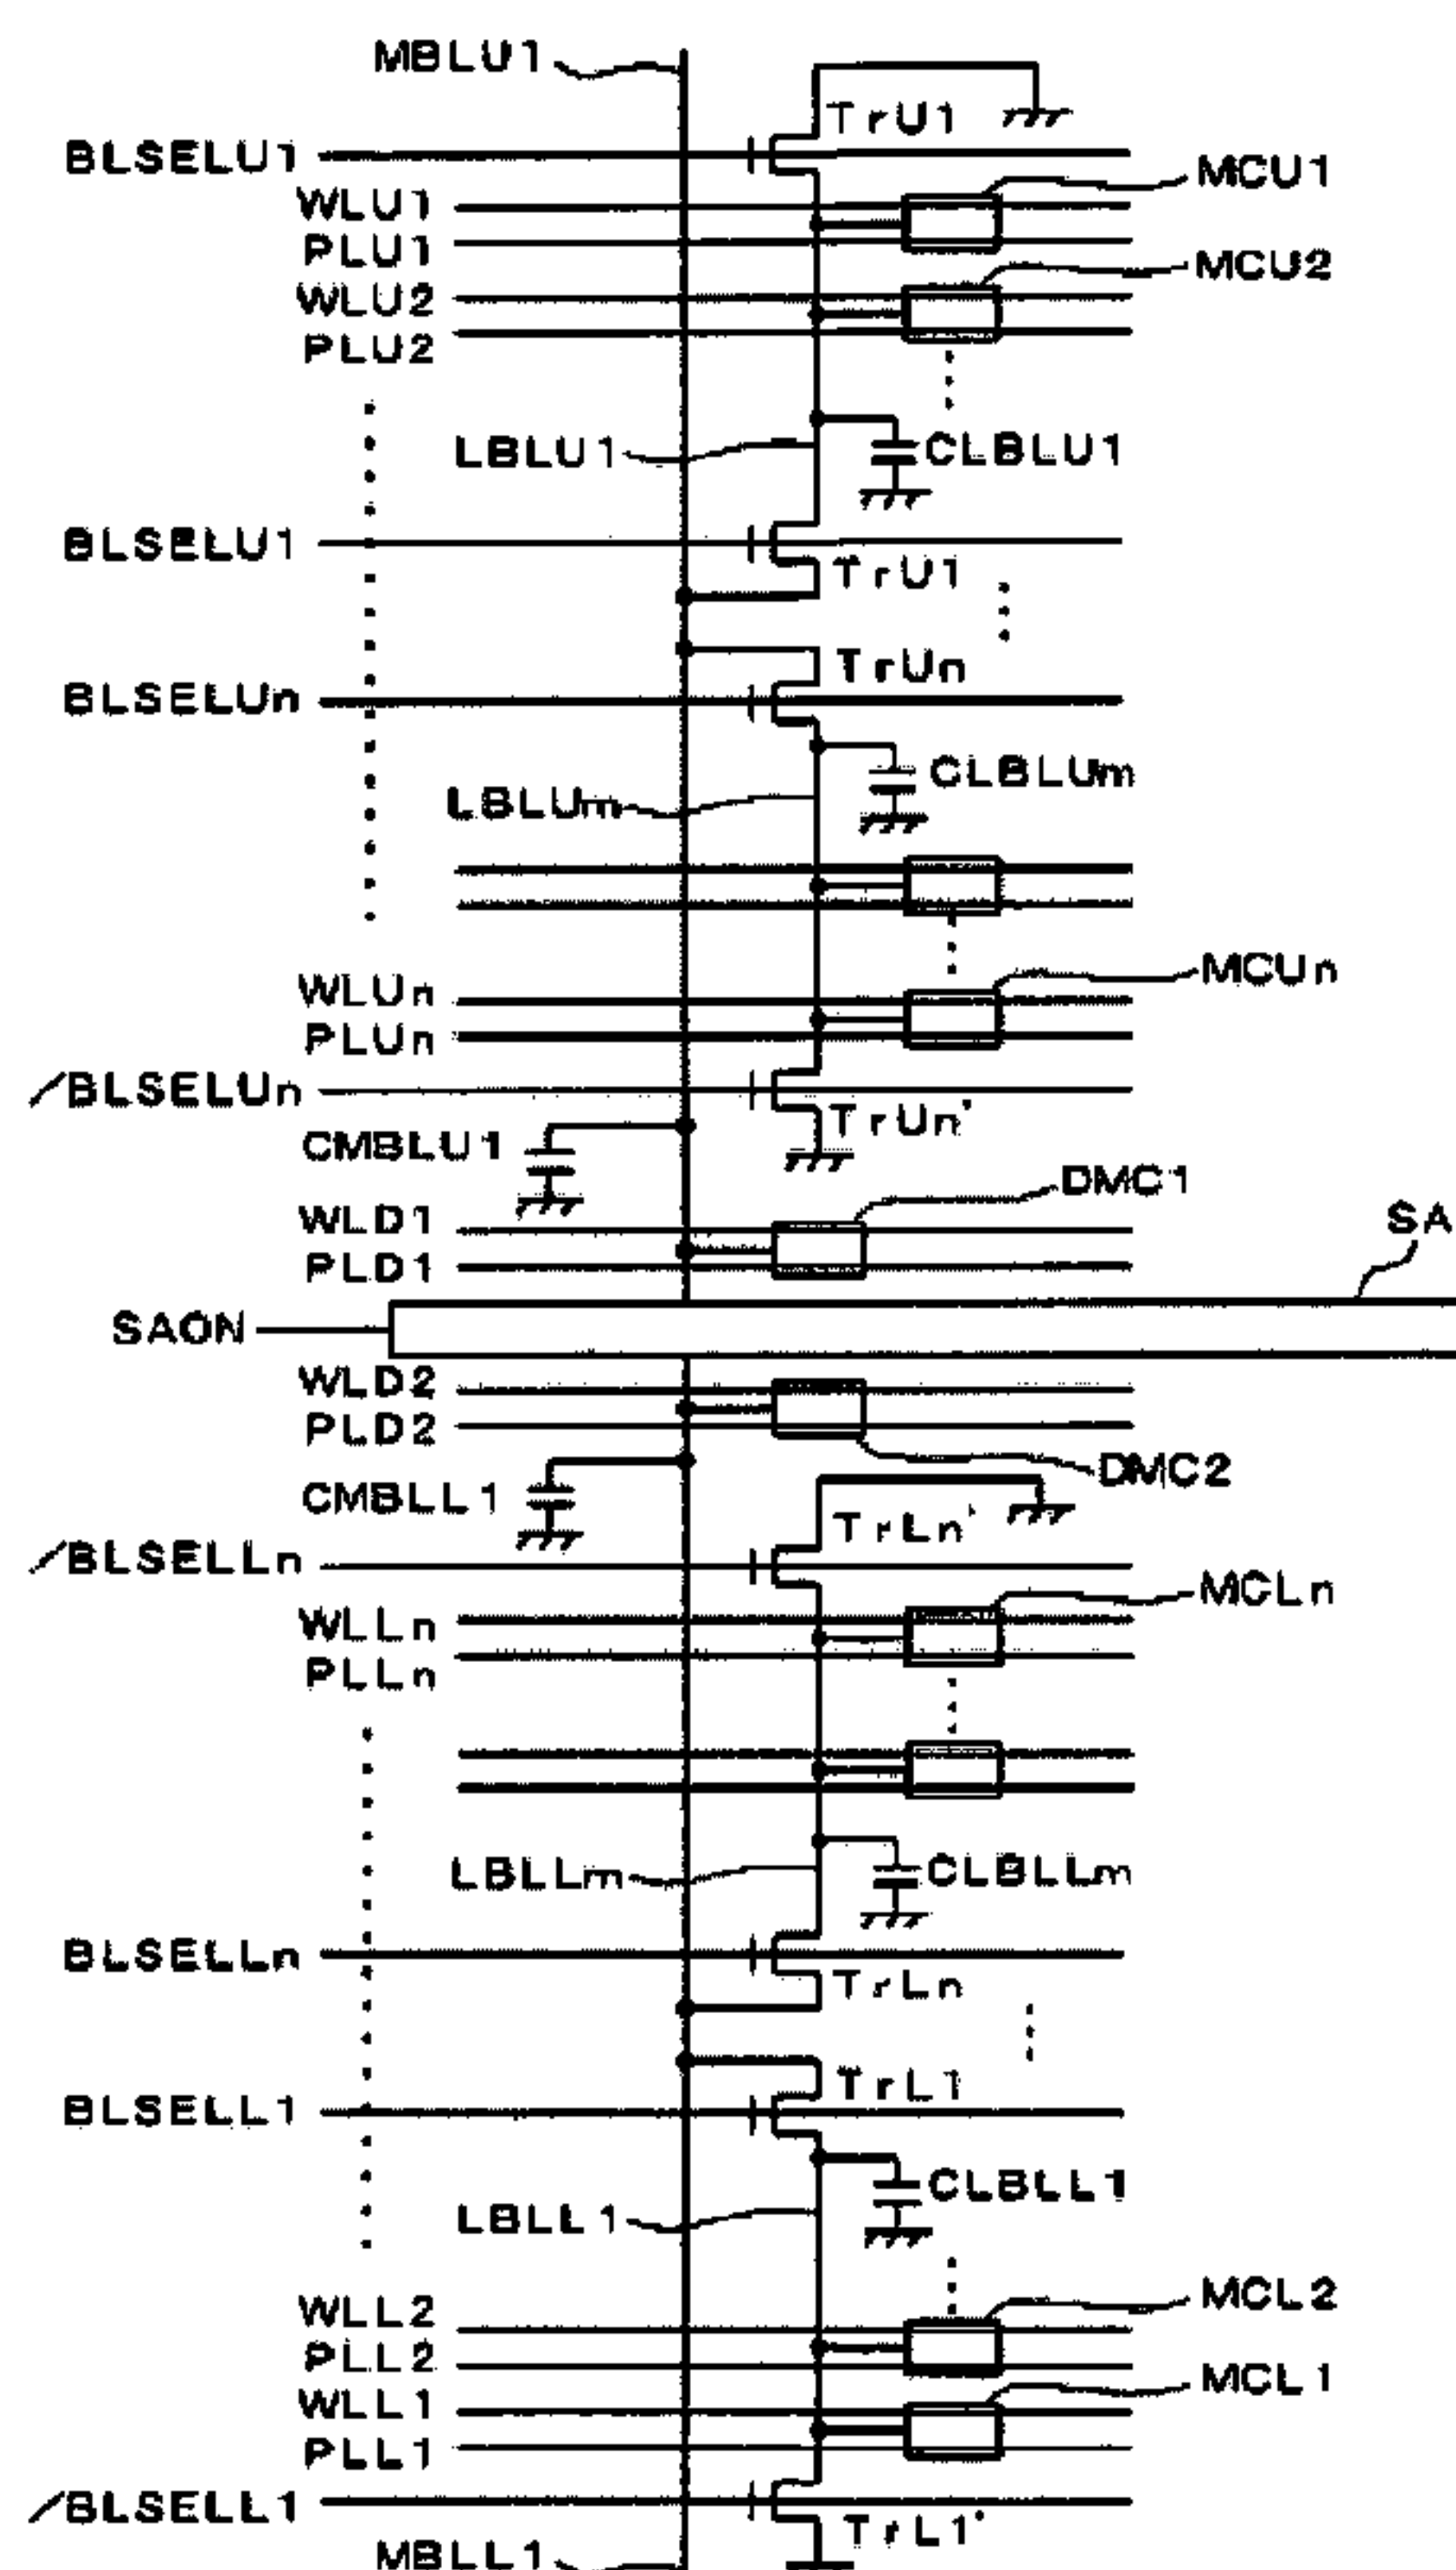 MBLU1
TrU1
BLSELU1
MCU1
WLU1
PLU1
MCU2
WLU2
PLU2
LBLU1
CLBLU1
BLSELU1
TrU1
TrUn
BLSELUn
CLBLUm
LBLUm
MCUn
WLUn
PLUn
/BLSELUn
TrUn'
CMBLU1
DMC1
WLD1
SA
PLD1
SAON
WLD2
PLD2
DMC2
CMBLL1
TrLn'
/BLSELLn
MCLn
WLLn
PLLn
LBLLm
CLBLLm
BLSELLn
TrLn
TrL1
BLSELL1
CLBLL1
LBLL1
MCL2
WLL2
PLL2
MCL1
WLL1
PLL1
/BLSELL1
TrL1'
MBLL1